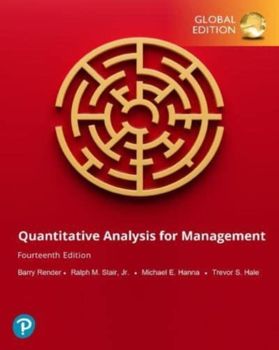 GLOBAL
EDITION
Quantitative Analysis for Management
Fourteenth Edition
Barry Render • Ralph M. Stair, Jr. • Michael E. Hanna • Trevor S. Hale
P